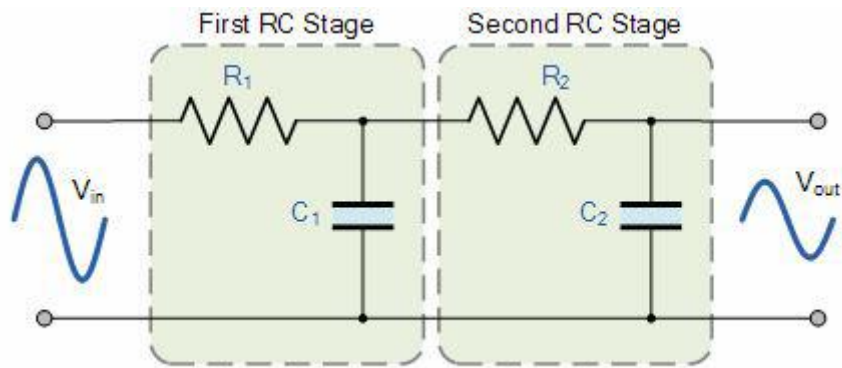 First RC Stage Second RC Stage
R₁ R₂
Vᵢₙ C₁ C₂ Vₒᵤₜ